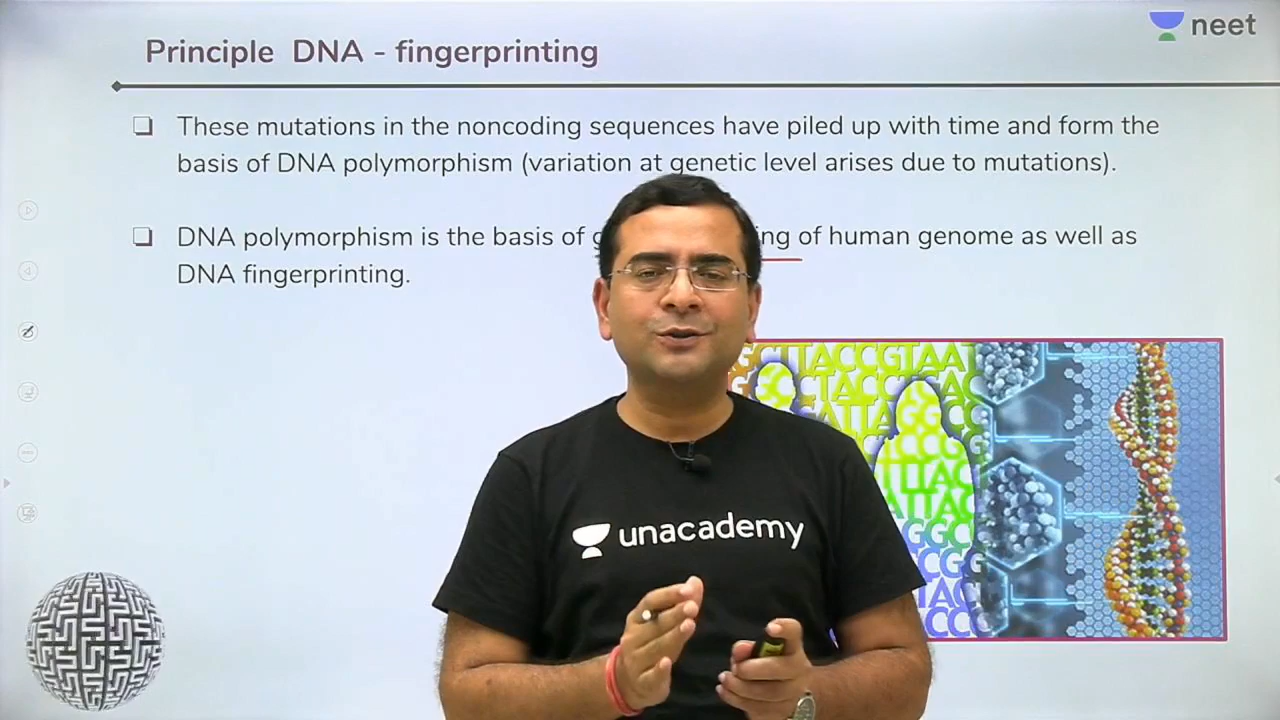 neet
Principle DNA - fingerprinting
❑ These mutations in the noncoding sequences have piled up with time and form the
basis of DNA polymorphism (variation at genetic level arises due to mutations).
❑ DNA polymorphism is the basis of g ng of human genome as well as
DNA fingerprinting.
unacademy